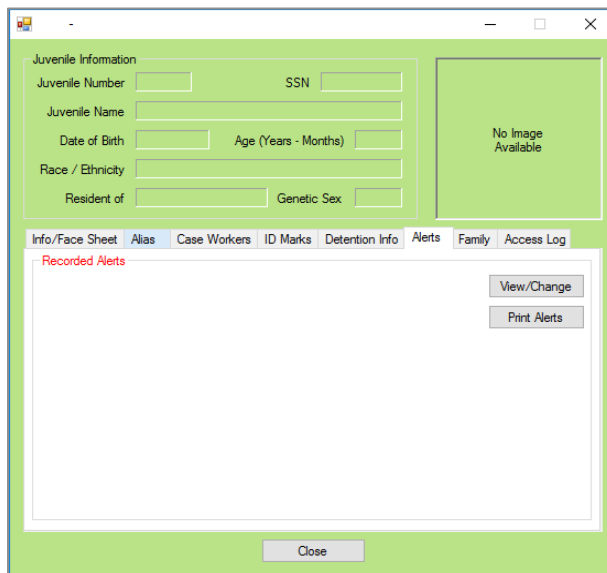 -
Juvenile Information
Juvenile Number SSN
Juvenile Name
Date of Birth Age (Years - Months)
Race / Ethnicity
Resident of Genetic Sex
No Image
Available
Info/Face Sheet Alias Case Workers ID Marks Detention Info Alerts Family Access Log
Recorded Alerts
View/Change
Print Alerts
Close